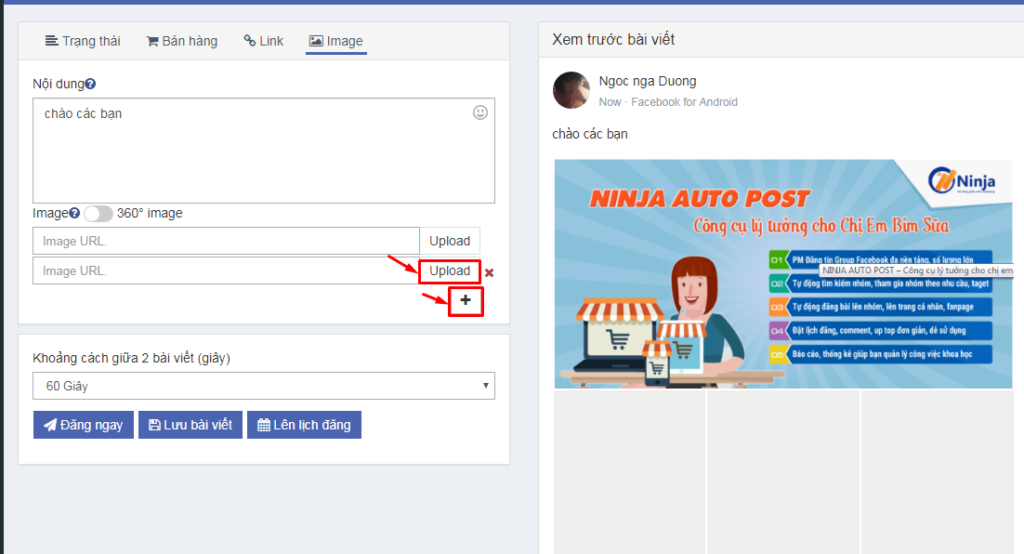 Trạng thái
Bán hàng
Link
Image
Nội dung
chào các bạn
Image 360° image
Image URL. Upload
Image URL. Upload
Khoảng cách giữa 2 bài viết (giây)
60 Giây
Đăng ngay
Lưu bài viết
Lên lịch đăng
Xem trước bài viết
Ngoc nga Duong
Now · Facebook for Android
chào các bạn
Ninja
NINJA AUTO POST
Công cụ lý tưởng cho Chị Em Bỉm Sữa
01 PM Đăng tin Group Facebook đa nền tảng, số lượng lớn
NINJA AUTO POST – Công cụ lý tưởng cho chị em
02 Tự động tìm kiếm nhóm, tham gia nhóm theo nhu cầu, taget
03 Tự động đăng bài lên nhóm, lên trang cá nhân, fanpage
04 Đặt lịch đăng, comment, up top đơn giản, dễ sử dụng
05 Báo cáo, thống kê giúp bạn quản lý công việc khoa học